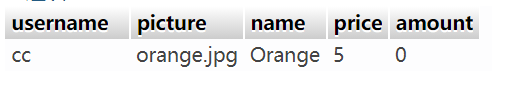 username picture name price amount
cc orange.jpg Orange 5 0